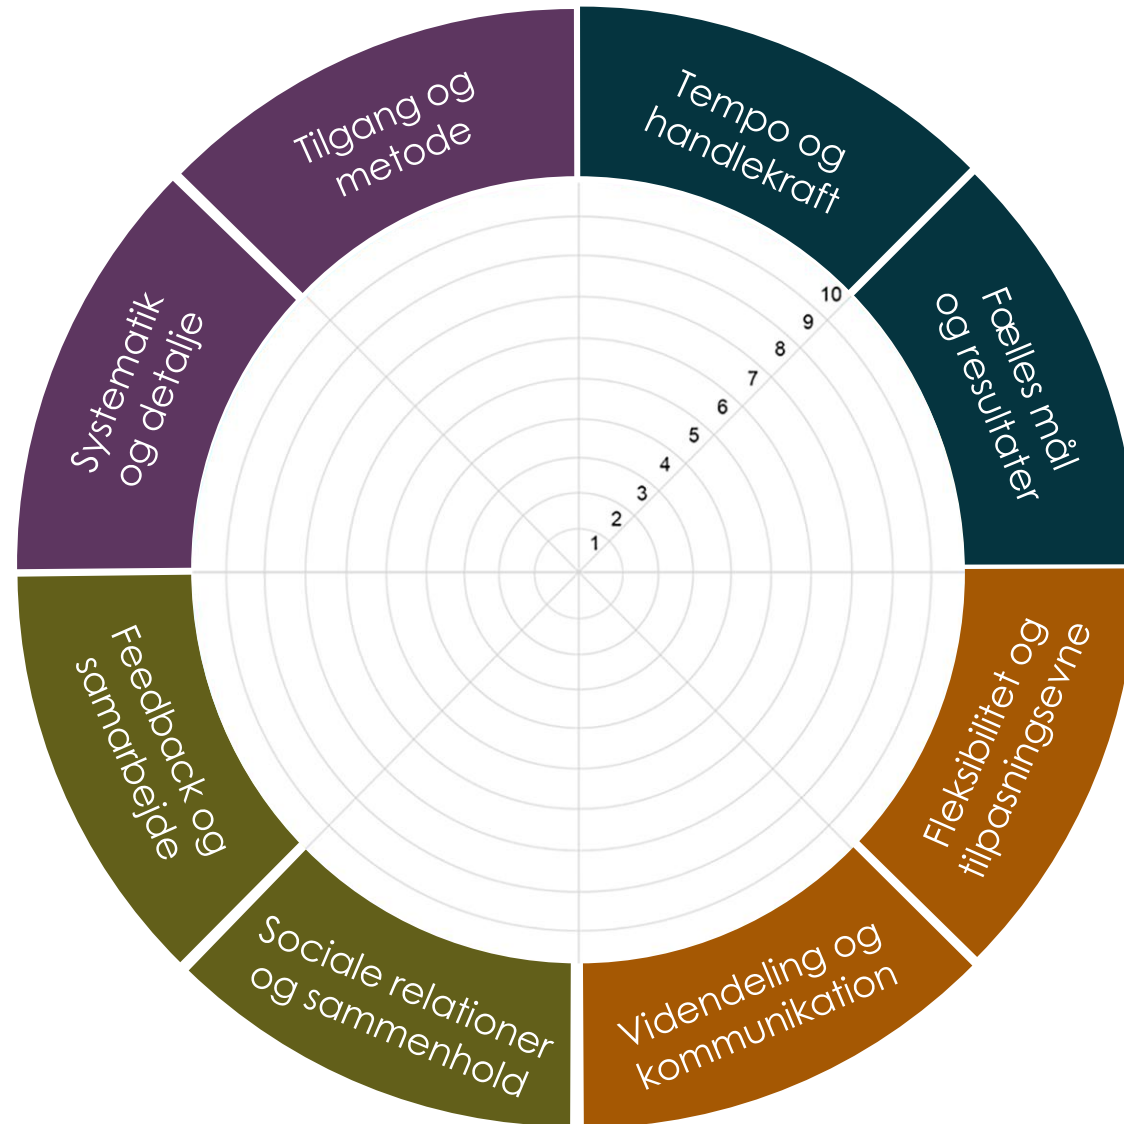 Tempo og
handlekraft
Fælles mål
og resultater
Fleksibilitet og
tilpasningsevne
Videndeling og
kommunikation
Sociale relationer
og sammenhold
Feedback og
samarbejde
Systematik
og detalje
Tilgang og
metode
10
9
8
7
6
5
4
3
2
1